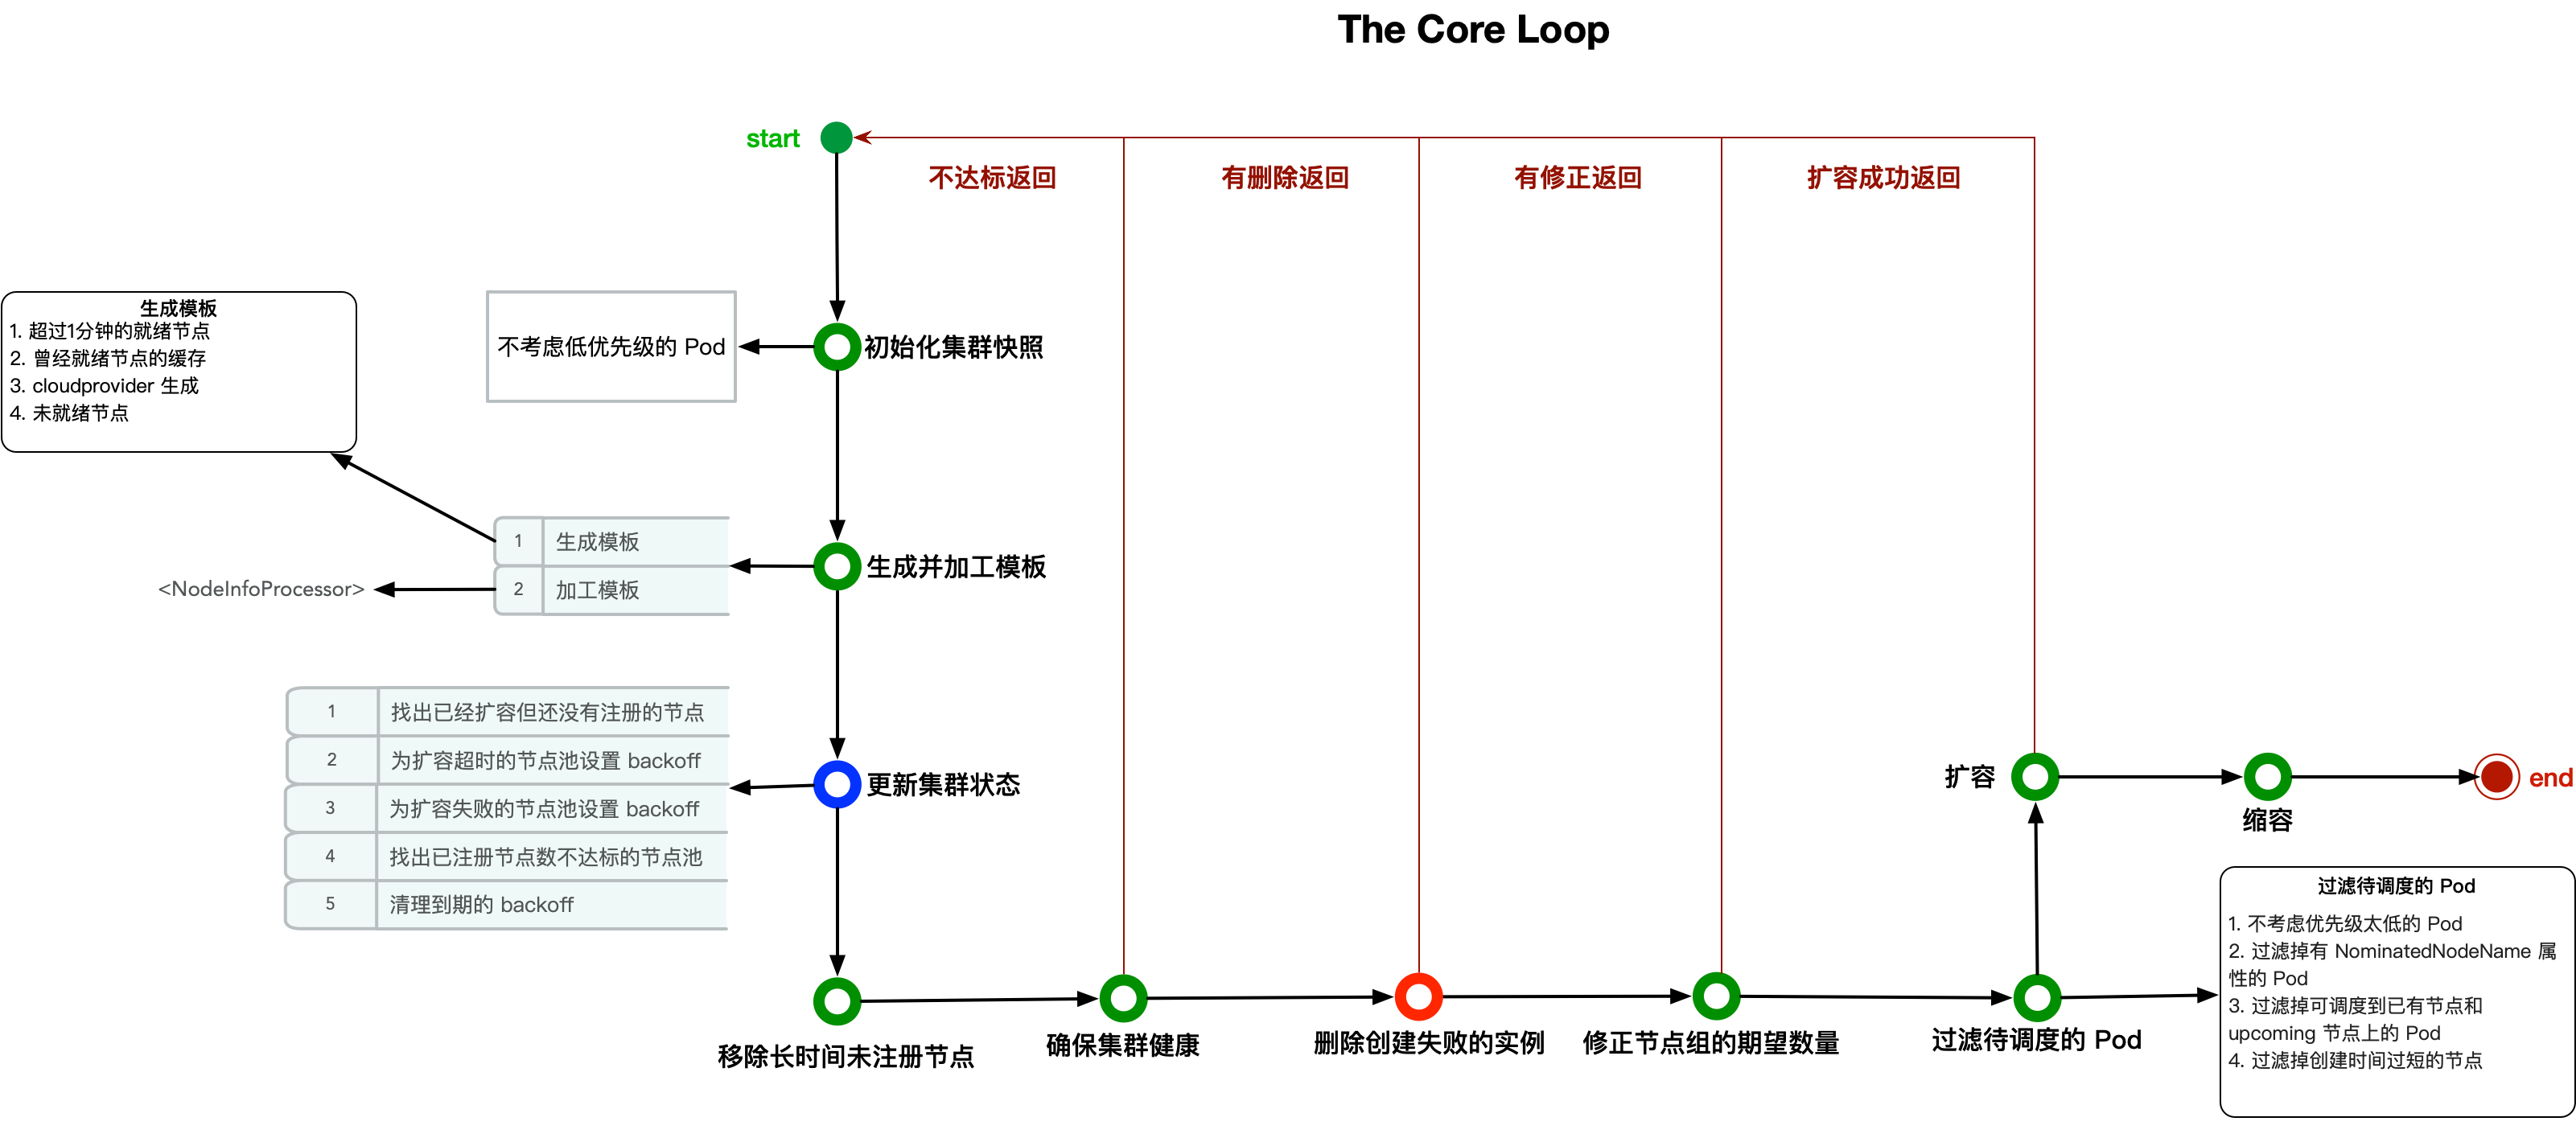 The Core Loop
start
不达标返回
有删除返回
有修正返回
扩容成功返回
生成模板
1. 超过1分钟的就绪节点
2. 曾经就绪节点的缓存
3. cloudprovider 生成
4. 未就绪节点
不考虑低优先级的 Pod
初始化集群快照
1 生成模板
2 加工模板
<NodeInfoProcessor>
生成并加工模板
1 找出已经扩容但还没有注册的节点
2 为扩容超时的节点池设置 backoff
3 为扩容失败的节点池设置 backoff
4 找出已注册节点数不达标的节点池
5 清理到期的 backoff
更新集群状态
扩容
缩容
end
移除长时间未注册节点
确保集群健康
删除创建失败的实例
修正节点组的期望数量
过滤待调度的 Pod
过滤待调度的 Pod
1. 不考虑优先级太低的 Pod
2. 过滤掉有 NominatedNodeName 属
性的 Pod
3. 过滤掉可调度到已有节点和
upcoming 节点上的 Pod
4. 过滤掉创建时间过短的节点